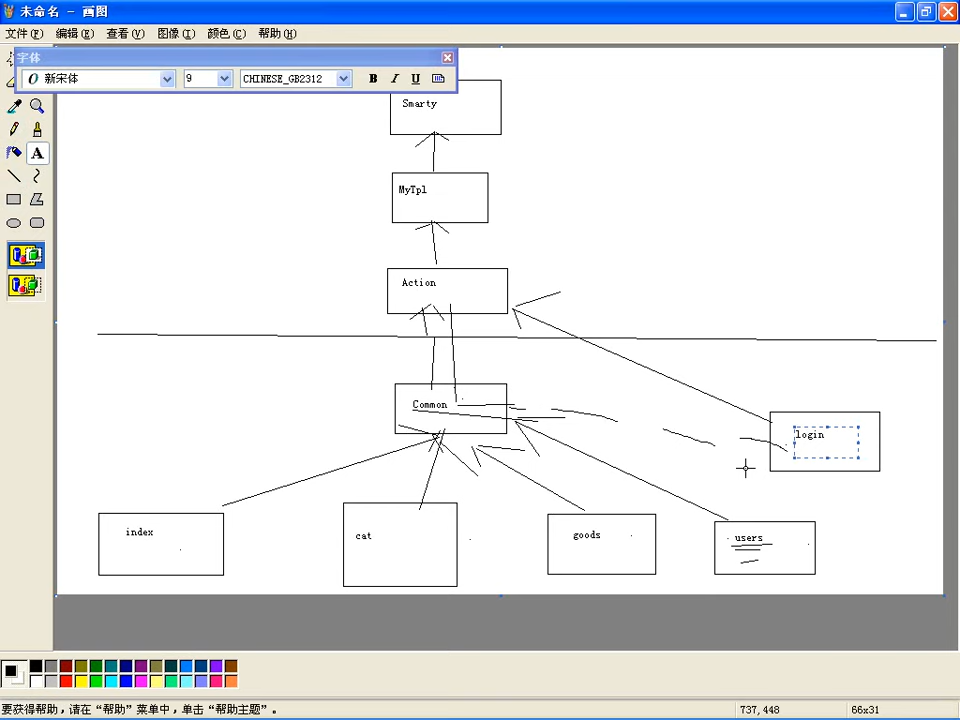 未命名 - 画图
文件(F) 编辑(E) 查看(V) 图像(I) 颜色(C) 帮助(H)
字体
O 新宋体 9 CHINESE_GB2312 B I U
A
Smarty
MyTpl
Action
Common
login
index
cat
goods
users
要获得帮助，请在“帮助”菜单中，单击“帮助主题”。 737,448 66x31